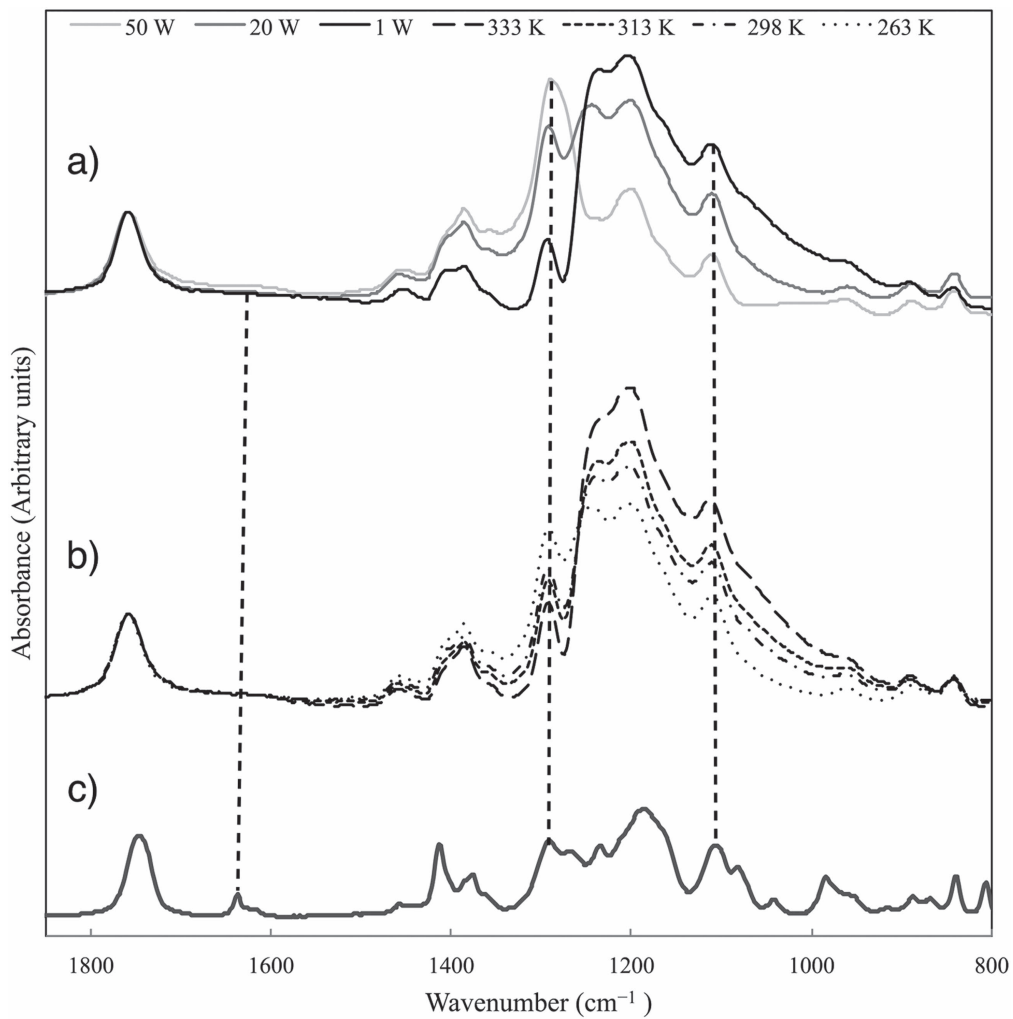 50 W 20 W 1 W 333 K 313 K 298 K 263 K
a)
b)
c)
Absorbance (Arbitrary units)
1800 1600 1400 1200 1000 800
Wavenumber (cm⁻¹ )